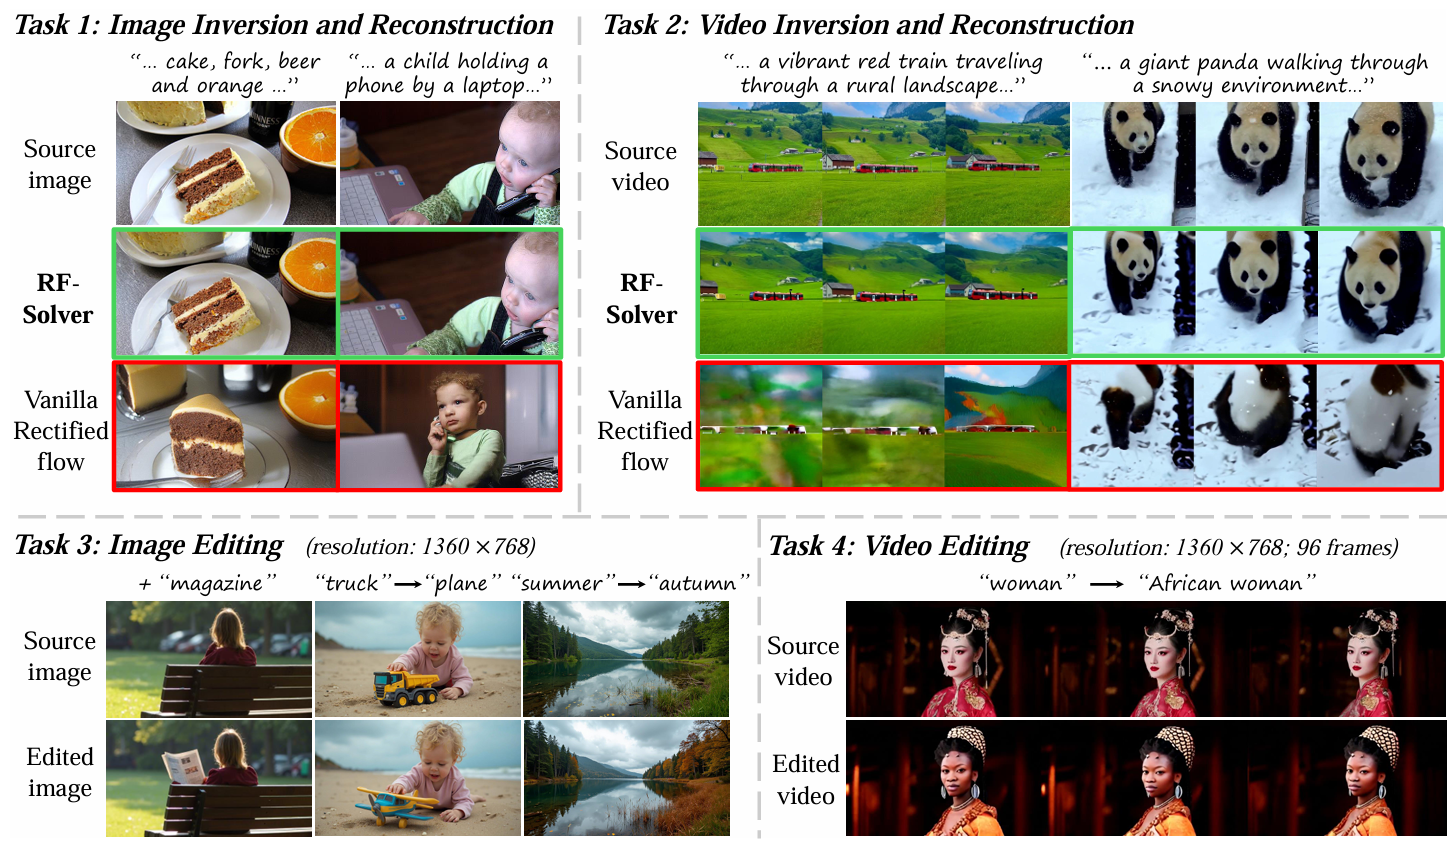 Task 1: Image Inversion and Reconstruction
“... cake, fork, beer
and orange ...”
“... a child holding a
phone by a laptop...”
Source
image
RF-
Solver
Vanilla
Rectified
flow
Task 2: Video Inversion and Reconstruction
“... a vibrant red train traveling
through a rural landscape...”
“... a giant panda walking through
a snowy environment...”
Source
video
RF-
Solver
Vanilla
Rectified
flow
Task 3: Image Editing (resolution: 1360 ×768)
+ “magazine”
“truck”→“plane”
“summer”→“autumn”
Source
image
Edited
image
Task 4: Video Editing (resolution: 1360 ×768; 96 frames)
“woman” → “African woman”
Source
video
Edited
video